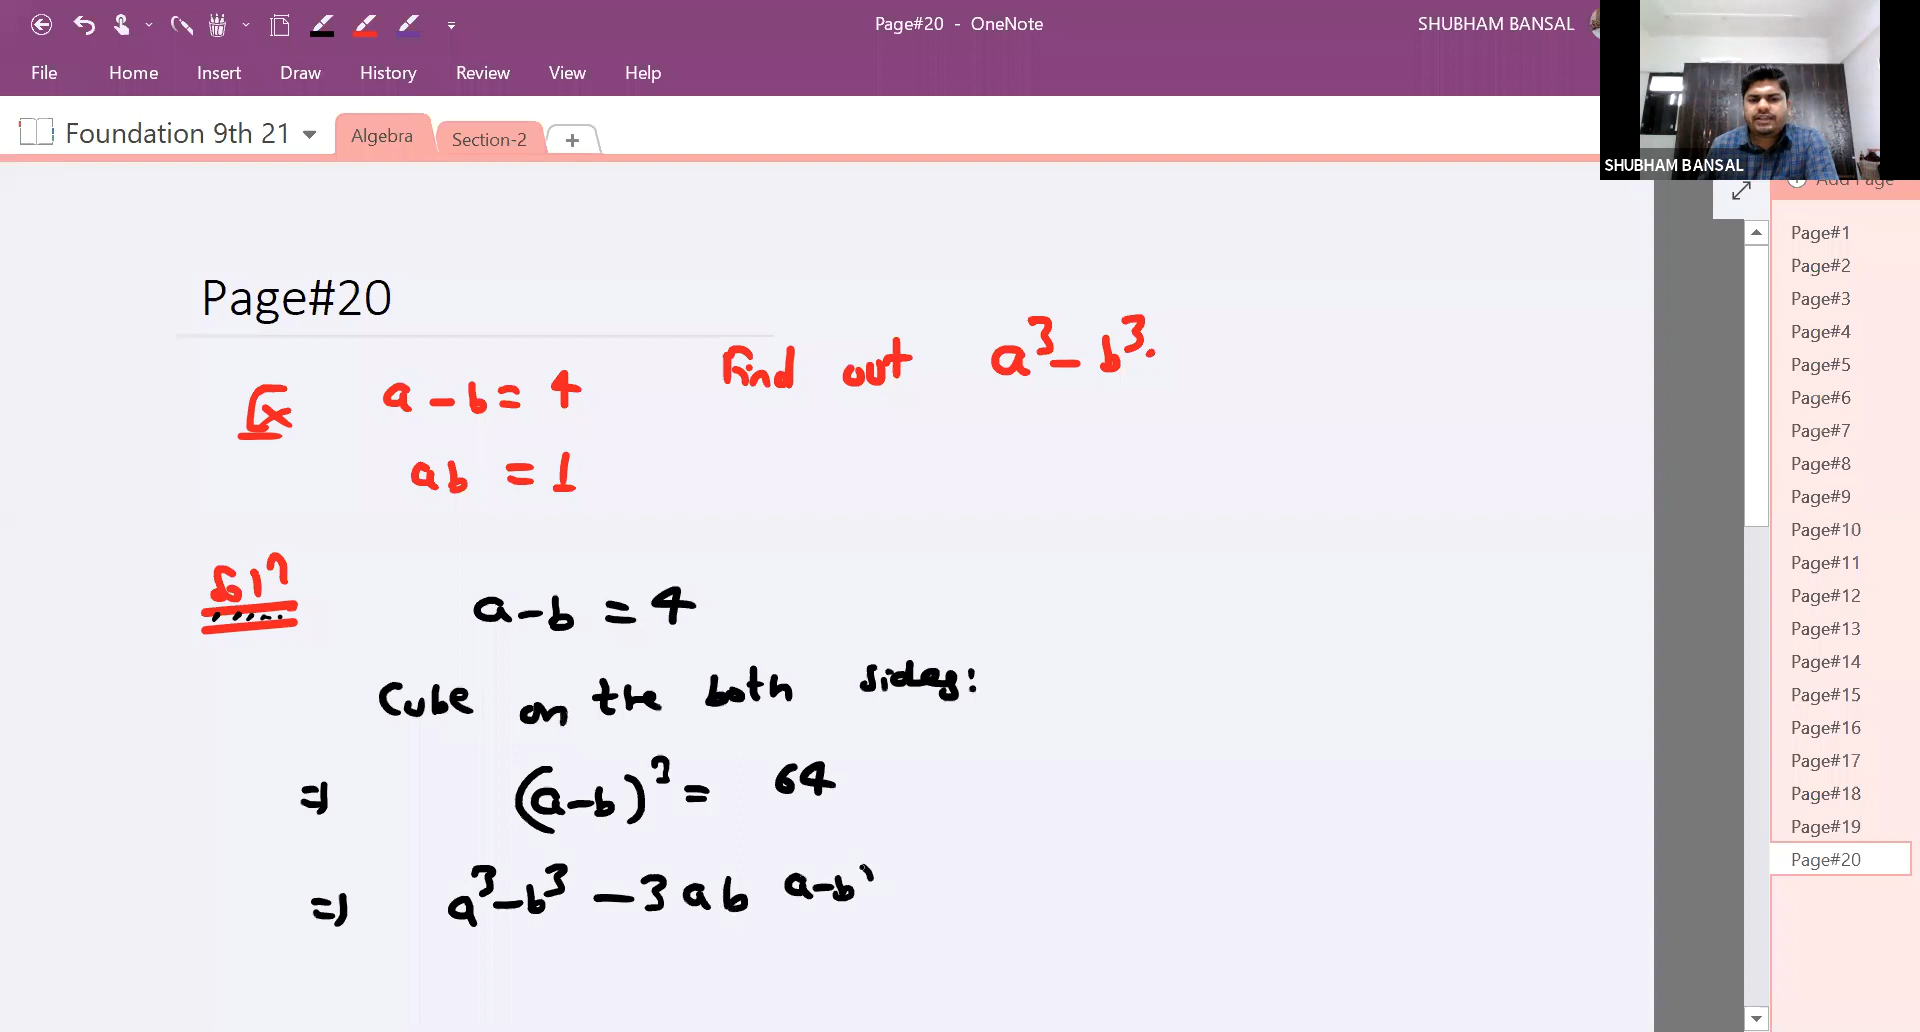 Page#20 - OneNote
SHUBHAM BANSAL
File Home Insert Draw History Review View Help
SHUBHAM BANSAL
Foundation 9th 21 Algebra Section-2 +
Add Page
Page#1
Page#2
Page#3
Page#4
Page#5
Page#6
Page#7
Page#8
Page#9
Page#10
Page#11
Page#12
Page#13
Page#14
Page#15
Page#16
Page#17
Page#18
Page#19
Page#20
Page#20
Ex a-b=4 Find out a³-b³.
ab = 1
Solⁿ
a-b = 4
Cube on the both sides:
⇒ (a-b)³ = 64
⇒ a³-b³ - 3ab a-b)